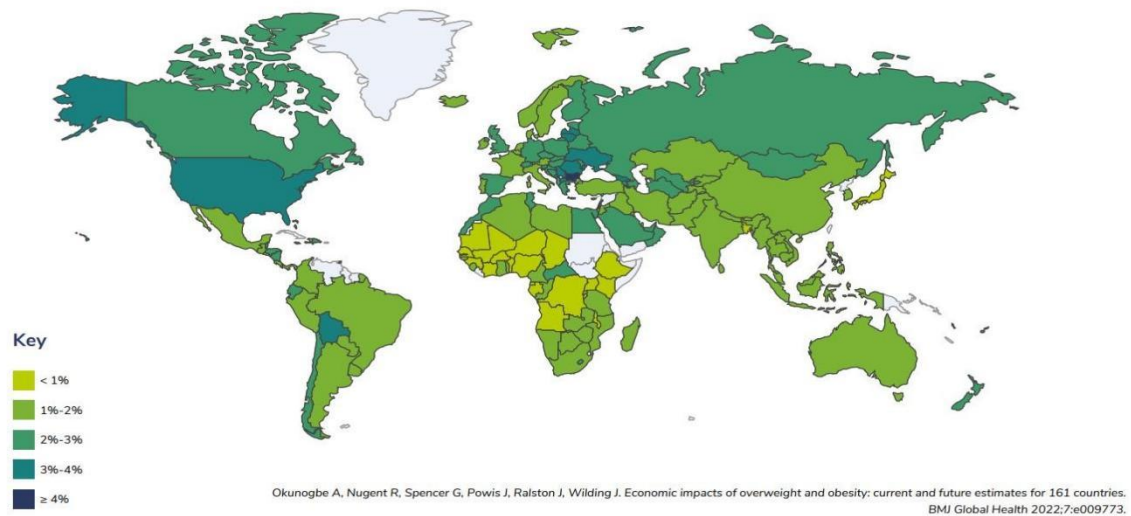 Key
< 1%
1%-2%
2%-3%
3%-4%
≥ 4%
Okunogbe A, Nugent R, Spencer G, Powis J, Ralston J, Wilding J. Economic impacts of overweight and obesity: current and future estimates for 161 countries.
BMJ Global Health 2022;7:e009773.